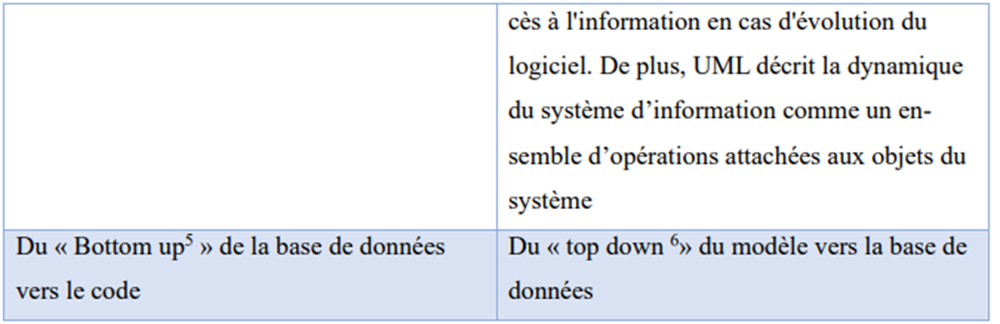 cès à l'information en cas d'évolution du
logiciel. De plus, UML décrit la dynamique
du système d’information comme un en-
semble d’opérations attachées aux objets du
système
Du « Bottom up⁵ » de la base de données
vers le code
Du « top down ⁶» du modèle vers la base de
données